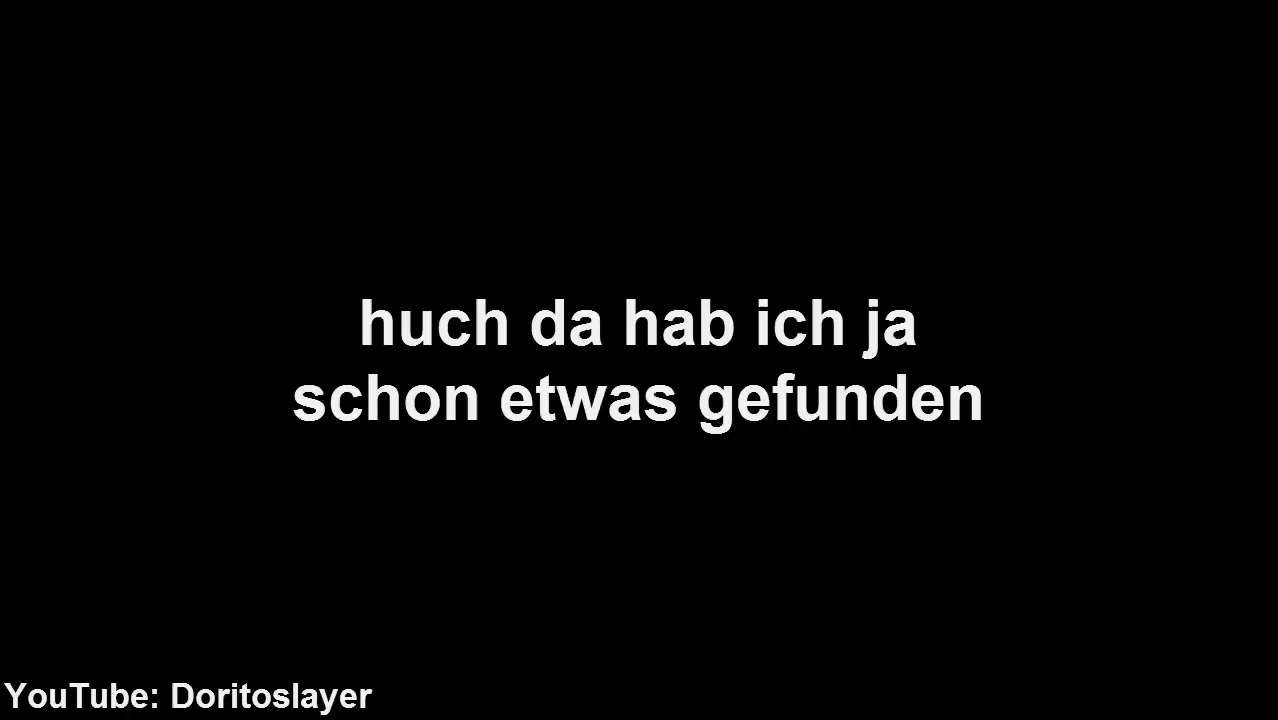 huch da hab ich ja
schon etwas gefunden
YouTube: Doritoslayer